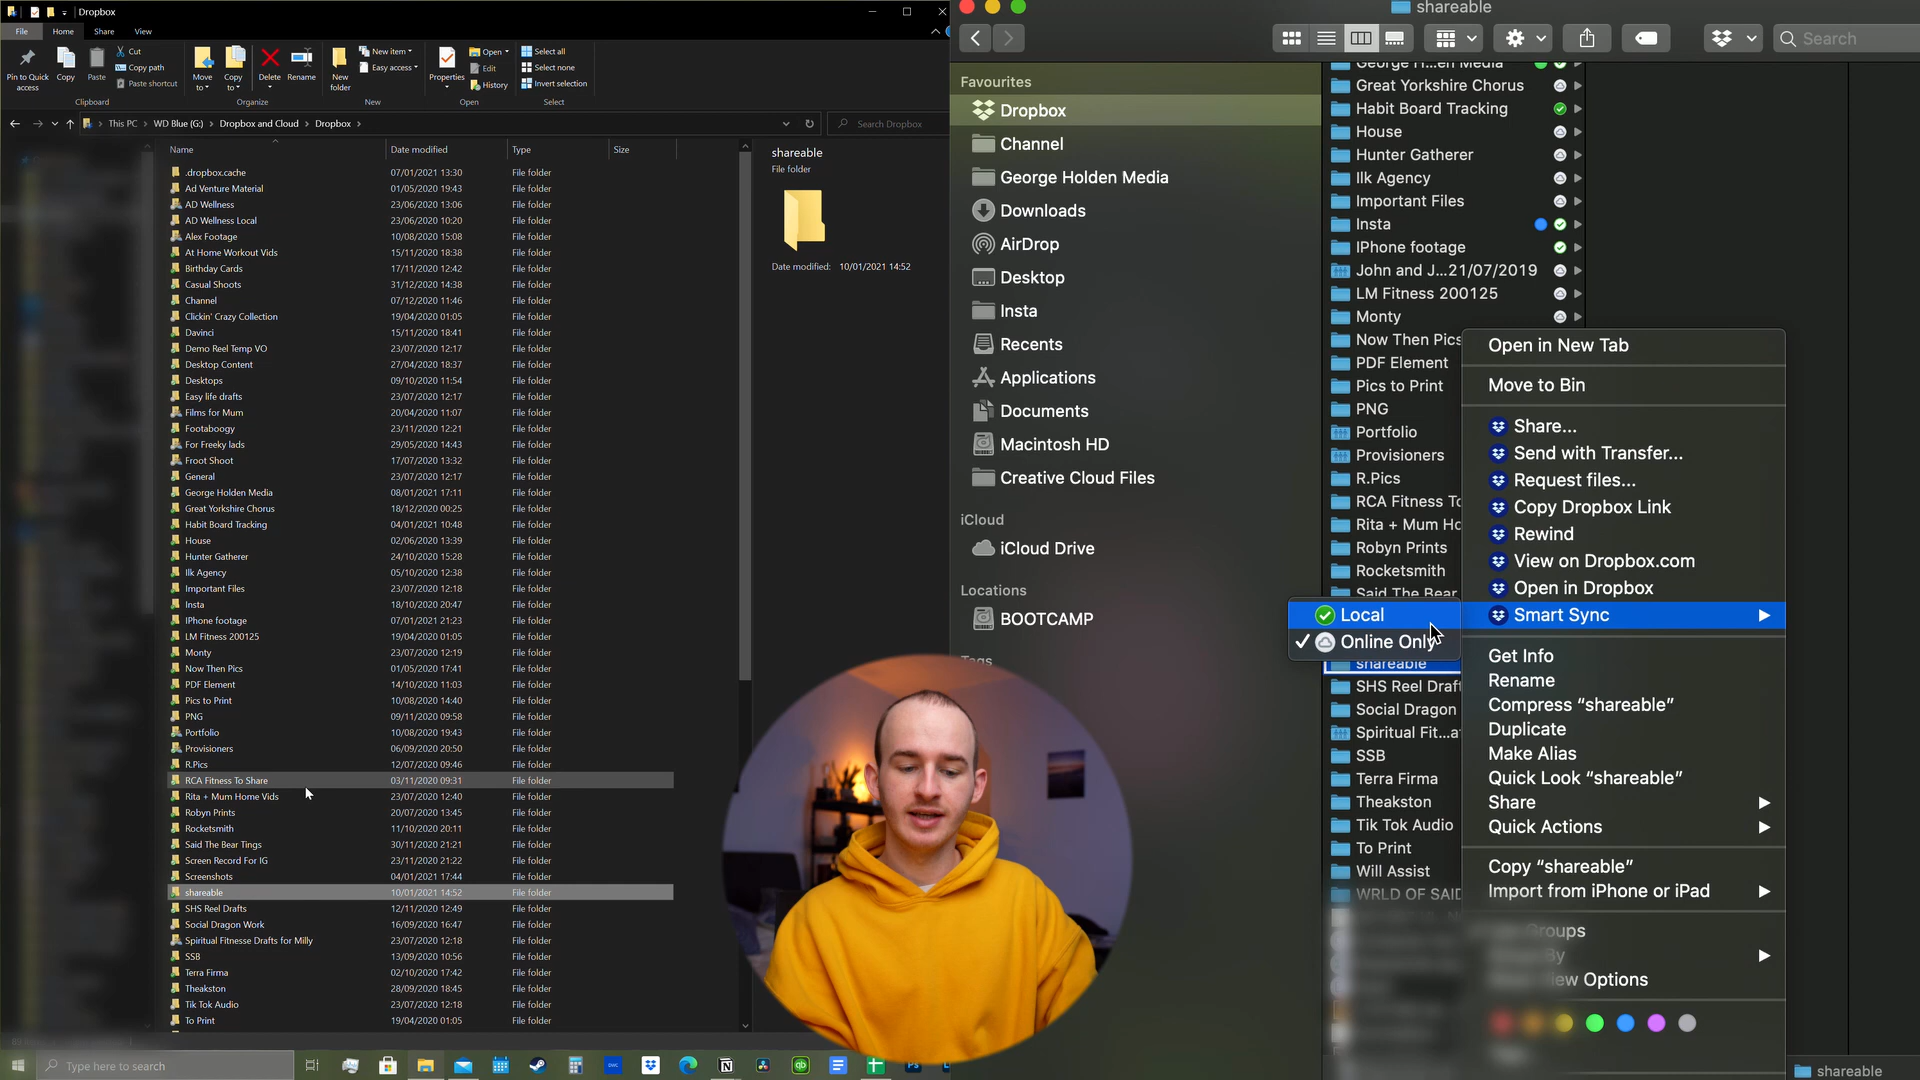 Dropbox
File
Home
Share
View
Pin to Quick access
Copy
Paste
Cut
Copy path
Paste shortcut
Clipboard
Move to
Copy to
Delete
Rename
Organize
New folder
New item
Easy access
New
Properties
Open
Edit
History
Open
Select all
Select none
Invert selection
Select
This PC
WD Blue (G:)
Dropbox and Cloud
Dropbox
Search Dropbox
Name Date modified Type Size
.dropbox.cache 07/01/2021 13:30 File folder
Ad Venture Material 01/05/2020 19:43 File folder
AD Wellness 23/06/2020 13:06 File folder
AD Wellness Local 23/06/2020 10:20 File folder
Alex Footage 10/08/2020 15:08 File folder
At Home Workout Vids 15/11/2020 18:38 File folder
Birthday Cards 17/11/2020 12:42 File folder
Casual Shoots 31/12/2020 14:38 File folder
Channel 07/12/2020 11:46 File folder
Clickin' Crazy Collection 19/04/2020 01:05 File folder
Davinci 15/11/2020 18:41 File folder
Demo Reel Temp VO 23/07/2020 12:17 File folder
Desktop Content 27/04/2020 18:37 File folder
Desktops 09/10/2020 11:54 File folder
Easy life drafts 23/07/2020 12:17 File folder
Films for Mum 20/04/2020 11:07 File folder
Footaboogy 23/11/2020 12:21 File folder
For Freeky lads 29/05/2020 14:43 File folder
Froot Shoot 17/07/2020 13:32 File folder
General 23/07/2020 12:17 File folder
George Holden Media 08/01/2021 17:11 File folder
Great Yorkshire Chorus 18/12/2020 00:25 File folder
Habit Board Tracking 04/01/2021 10:48 File folder
House 02/06/2020 13:39 File folder
Hunter Gatherer 24/10/2020 15:28 File folder
Ilk Agency 05/10/2020 12:38 File folder
Important Files 23/07/2020 12:18 File folder
Insta 18/10/2020 20:47 File folder
IPhone footage 07/01/2021 21:23 File folder
LM Fitness 200125 19/04/2020 01:05 File folder
Monty 23/07/2020 12:19 File folder
Now Then Pics 01/05/2020 17:41 File folder
PDF Element 14/10/2020 11:03 File folder
Pics to Print 10/08/2020 14:40 File folder
PNG 09/11/2020 09:58 File folder
Portfolio 10/08/2020 19:43 File folder
Provisioners 06/09/2020 20:50 File folder
R.Pics 12/07/2020 09:46 File folder
RCA Fitness To Share 03/11/2020 09:31 File folder
Rita + Mum Home Vids 23/07/2020 12:40 File folder
Robyn Prints 20/07/2020 13:45 File folder
Rocketsmith 11/10/2020 20:11 File folder
Said The Bear Tings 30/11/2020 21:21 File folder
Screen Record For IG 23/11/2020 21:22 File folder
Screenshots 04/01/2021 17:44 File folder
shareable 10/01/2021 14:52 File folder
SHS Reel Drafts 12/11/2020 12:49 File folder
Social Dragon Work 16/09/2020 16:47 File folder
Spiritual Fitnesse Drafts for Milly 23/07/2020 12:18 File folder
SSB 13/09/2020 10:56 File folder
Terra Firma 02/10/2020 17:42 File folder
Theakston 28/09/2020 18:45 File folder
Tik Tok Audio 23/07/2020 12:18 File folder
To Print 19/04/2020 01:05 File folder
shareable
File folder
Date modified: 10/01/2021 14:52
Type here to search
shareable
Search
Favourites
Dropbox
Channel
George Holden Media
Downloads
AirDrop
Desktop
Insta
Recents
Applications
Documents
Macintosh HD
Creative Cloud Files
iCloud
iCloud Drive
Locations
BOOTCAMP
Tags
George H...en Media
Great Yorkshire Chorus
Habit Board Tracking
House
Hunter Gatherer
Ilk Agency
Important Files
Insta
IPhone footage
John and J...21/07/2019
LM Fitness 200125
Monty
Now Then Pics
PDF Element
Pics to Print
PNG
Portfolio
Provisioners
R.Pics
RCA Fitness To
Rita + Mum Ho
Robyn Prints
Rocketsmith
Said The Bear
shareable
SHS Reel Draft
Social Dragon
Spiritual Fit...at
SSB
Terra Firma
Theakston
Tik Tok Audio
To Print
Will Assist
WRLD OF SAID
Local
Online Only
Open in New Tab
Move to Bin
Share...
Send with Transfer...
Request files...
Copy Dropbox Link
Rewind
View on Dropbox.com
Open in Dropbox
Smart Sync
Get Info
Rename
Compress “shareable”
Duplicate
Make Alias
Quick Look “shareable”
Share
Quick Actions
Copy “shareable”
Import from iPhone or iPad
Groups
By
View Options
shareable